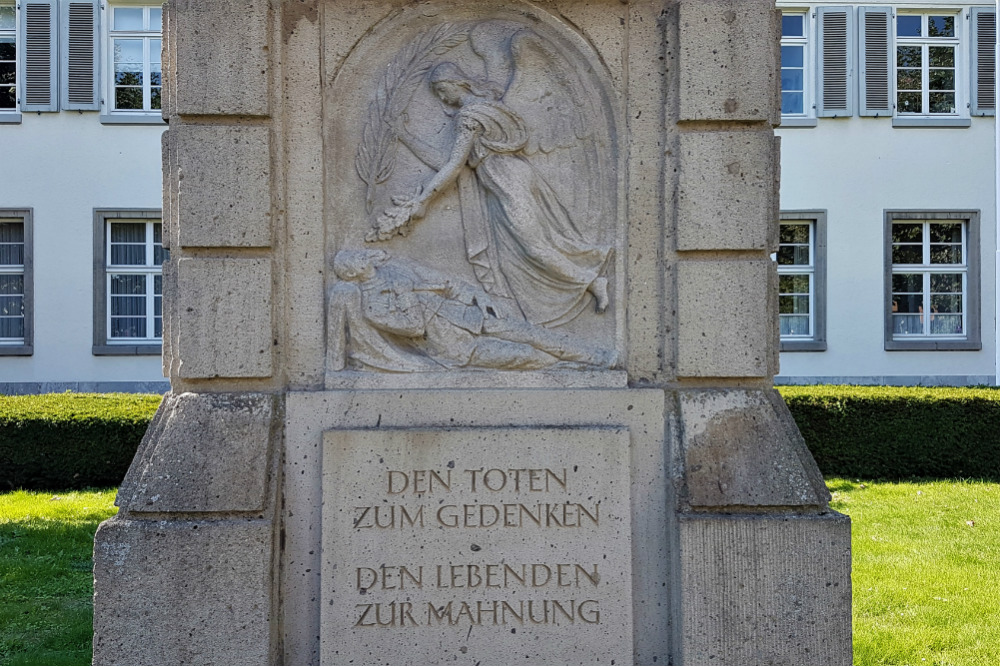 DEN TOTEN
ZUM GEDENKEN
DEN LEBENDEN
ZUR MAHNUNG